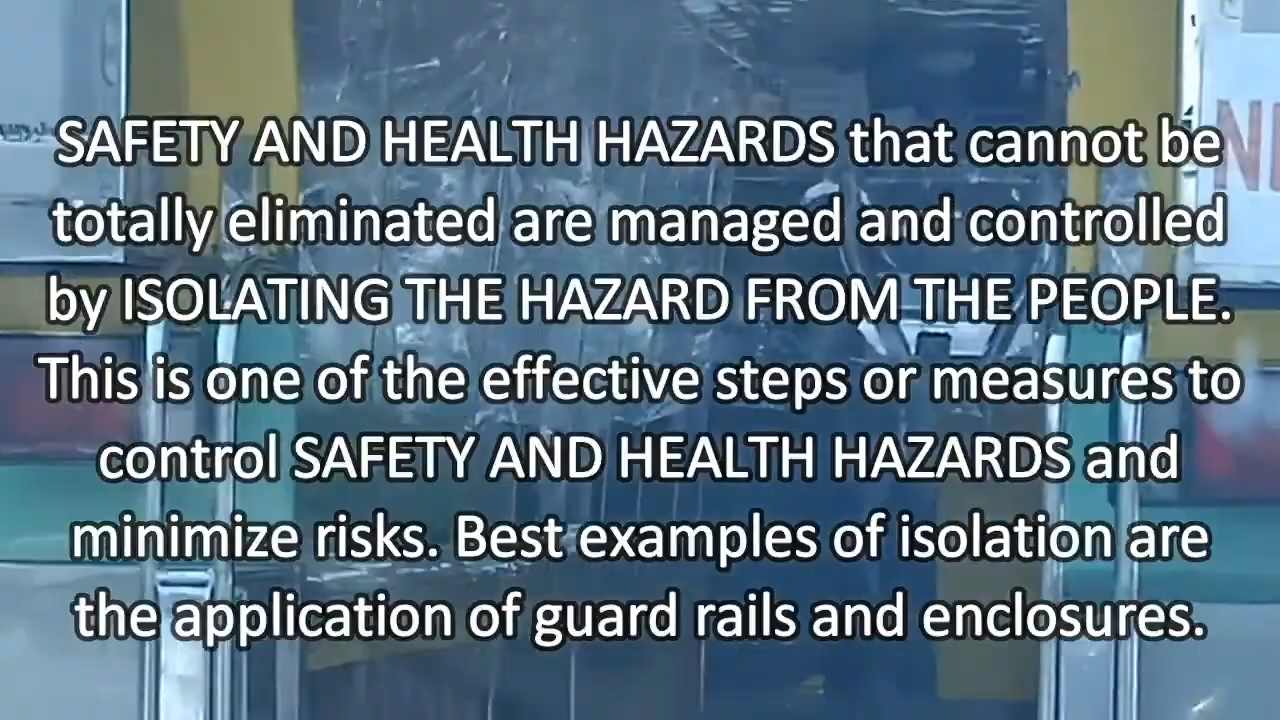 SAFETY AND HEALTH HAZARDS that cannot be
totally eliminated are managed and controlled
by ISOLATING THE HAZARD FROM THE PEOPLE.
This is one of the effective steps or measures to
control SAFETY AND HEALTH HAZARDS and
minimize risks. Best examples of isolation are
the application of guard rails and enclosures.